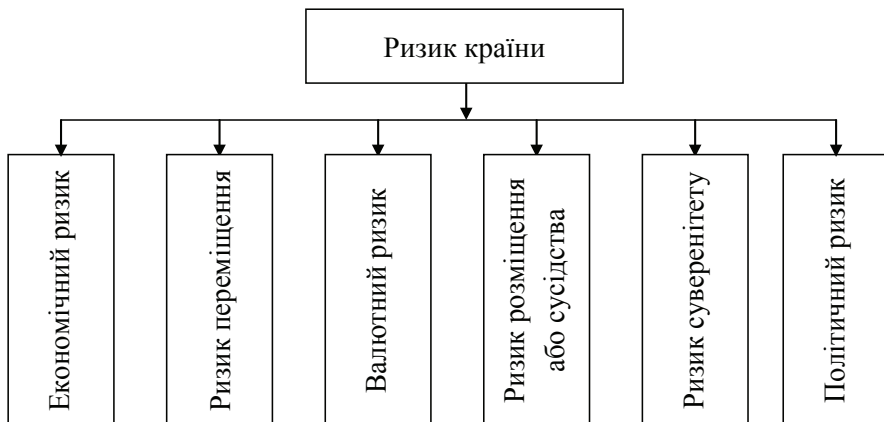 Ризик країни
Економічний ризик
Ризик переміщення
Валютний ризик
Ризик розміщення
або сусідства
Ризик суверенітету
Політичний ризик